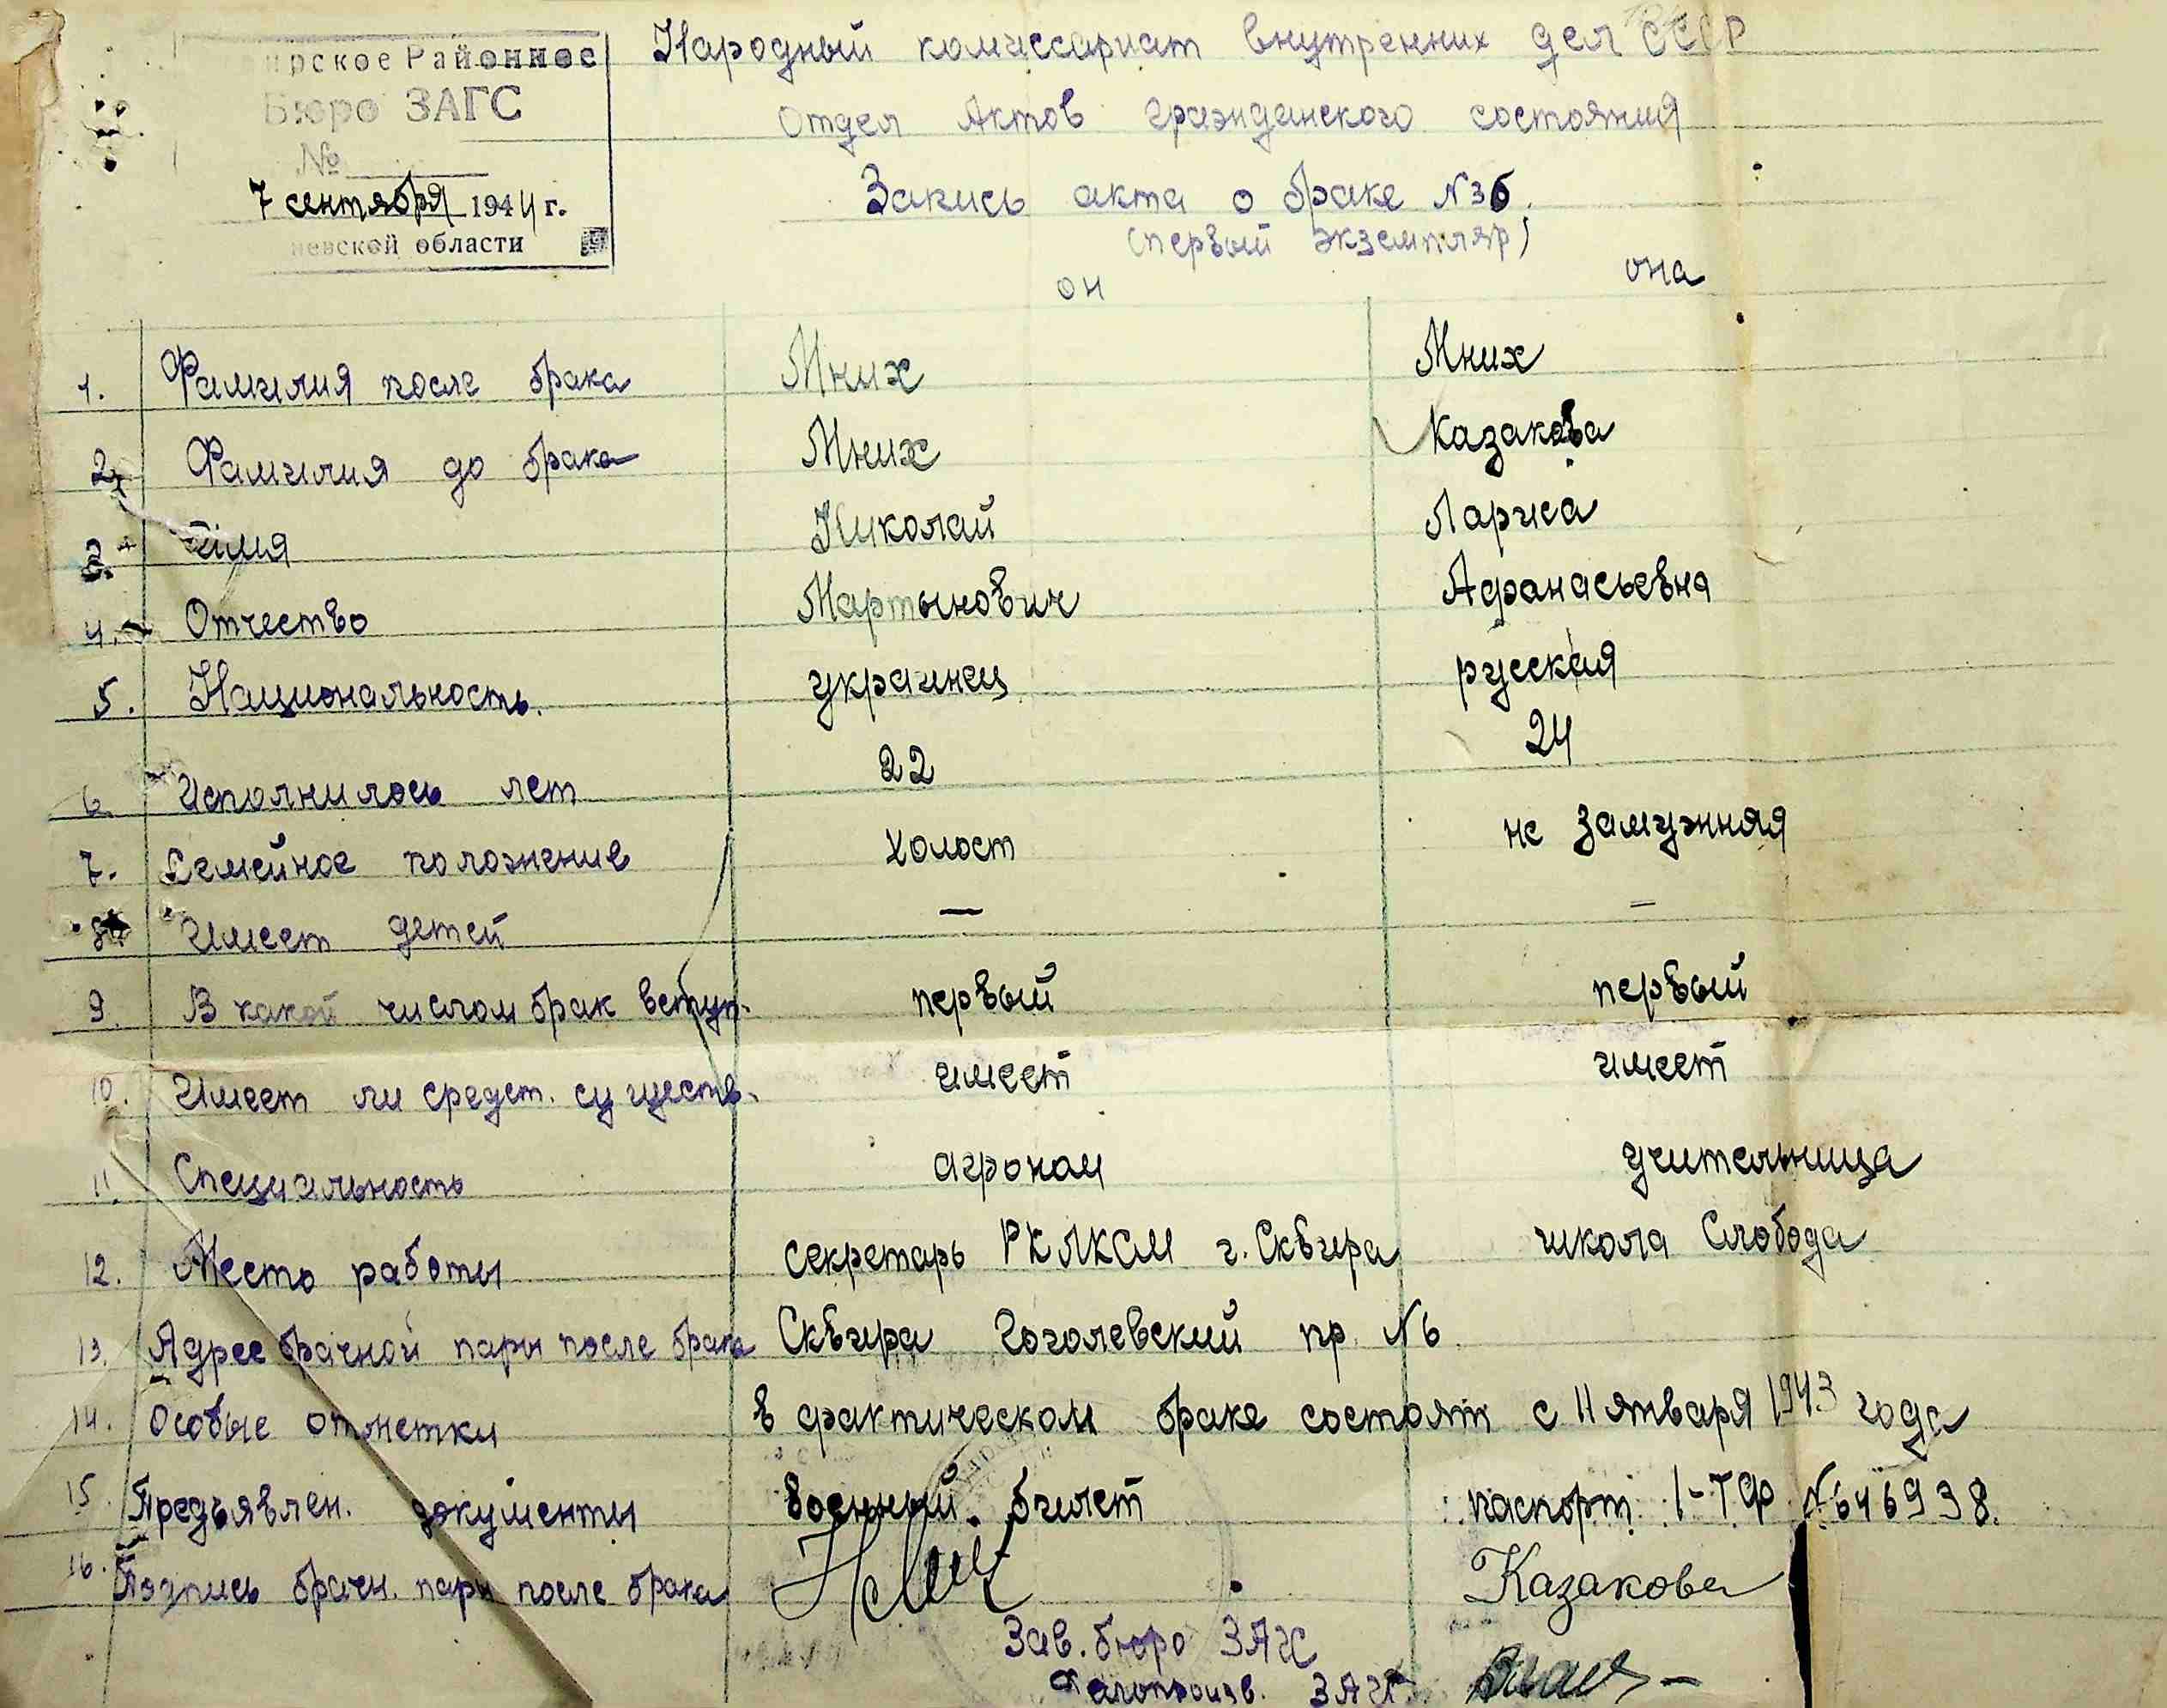 ирское Районное
Бюро ЗАГС
№
7 сентября 1944 г.
невской области
Народный комиссариат внутренних дел СССР
Отдел Актов гражданского состояния
Запись акта о браке №36.
(первый экземпляр)
он она
1. Фамилия после брака Мних Мних
2. Фамилия до брака Мних Казакова
3. Имя Николай Лариса
4. Отчество Мартынович Афанасьевна
5. Национальность. украинец русская
6. Исполнилось лет 22 24
7. Семейное положение холост не замужняя
8. Имеет детей — —
9. В какой числом брак вступ. первый первый
10. Имеет ли средст. существ. имеет имеет
11. Специальность агроном учительница
12. Место работы секретарь РКЛКСМ г. Сквира школа Слобода
13. Адрес брачной пары после брака Сквира Гоголевский пр. №6
14. Особые отметки в фактическом браке состоят с 11 января 1943 года
15. Предъявлен. документы военный билет паспорт I-ТФ №646938.
16. Подпись брачн. пары после брака Казакова
Зав. бюро ЗАГС
Делопроизв. ЗАГС